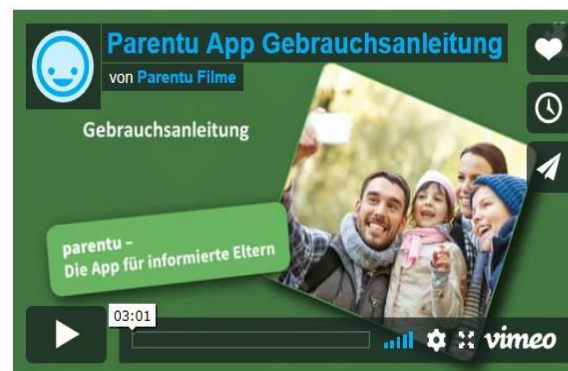 Parentu App Gebrauchsanleitung
von Parentu Filme
Gebrauchsanleitung
parentu –
Die App für informierte Eltern
03:01
vimeo